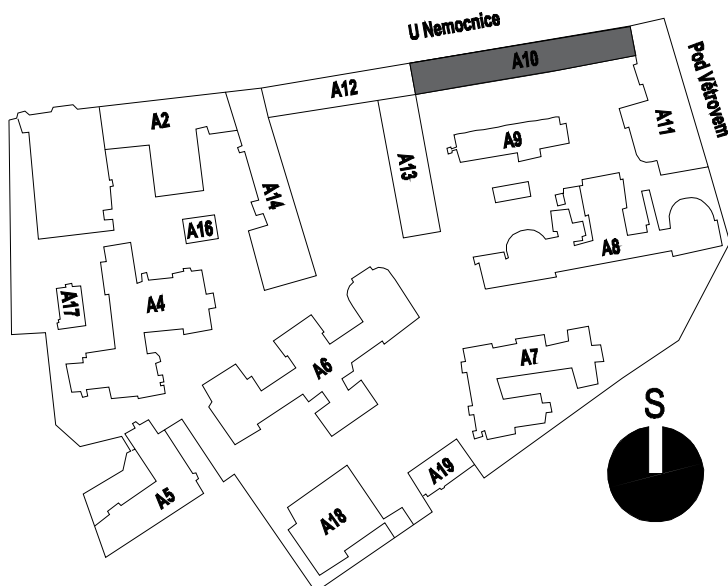 U Nemocnice
Pod Větrovem
A10
A12
A2
A11
A9
A13
A14
A16
A8
A17
A4
A7
A6
S
A19
A5
A18